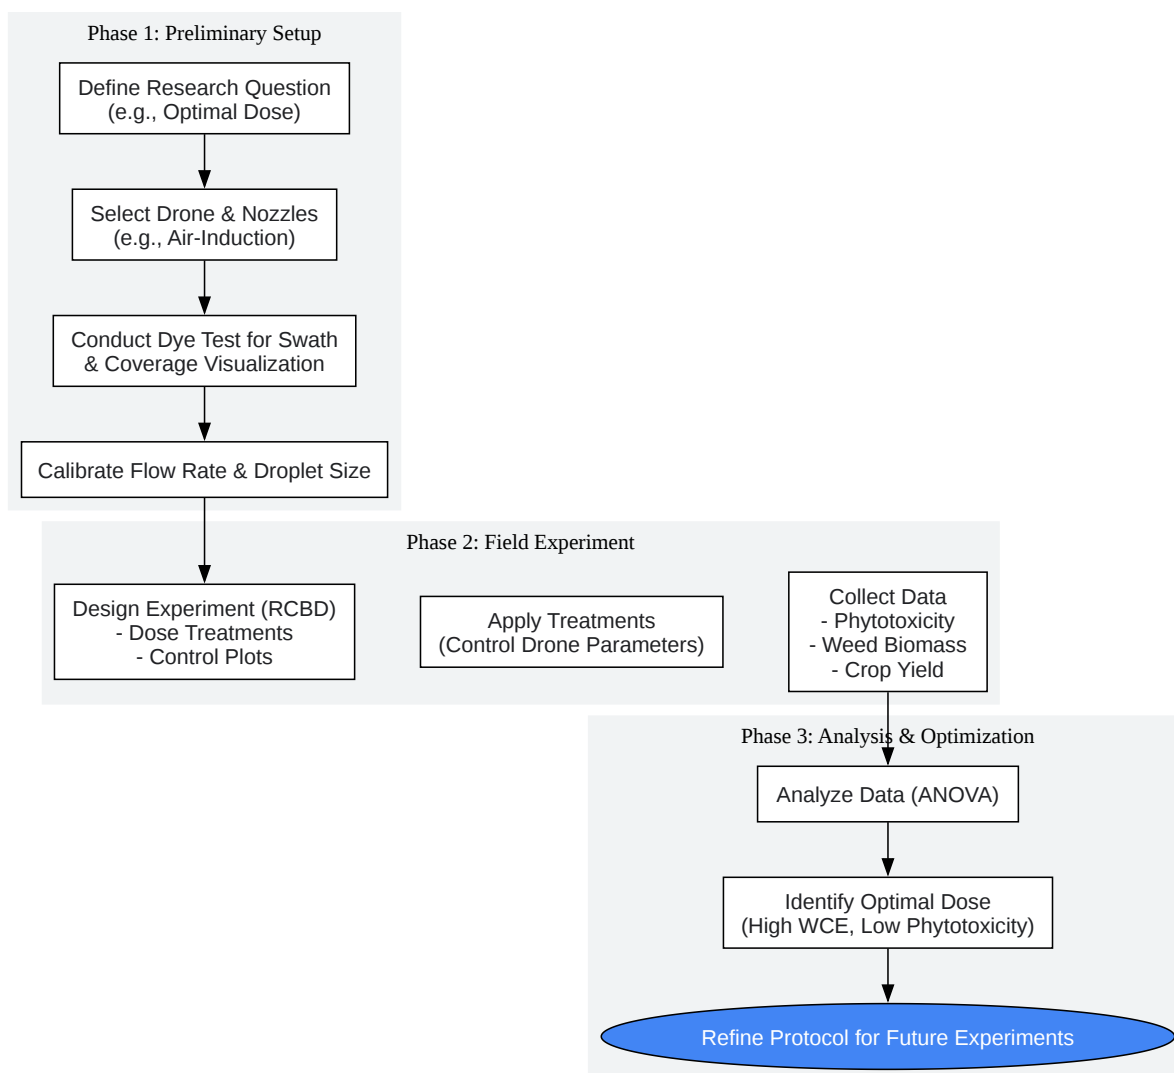 Phase 1: Preliminary Setup
Define Research Question
(e.g., Optimal Dose)
Select Drone & Nozzles
(e.g., Air-Induction)
Conduct Dye Test for Swath
& Coverage Visualization
Calibrate Flow Rate & Droplet Size
Phase 2: Field Experiment
Design Experiment (RCBD)
- Dose Treatments
- Control Plots
Apply Treatments
(Control Drone Parameters)
Collect Data
- Phytotoxicity
- Weed Biomass
- Crop Yield
Phase 3: Analysis & Optimization
Analyze Data (ANOVA)
Identify Optimal Dose
(High WCE, Low Phytotoxicity)
Refine Protocol for Future Experiments